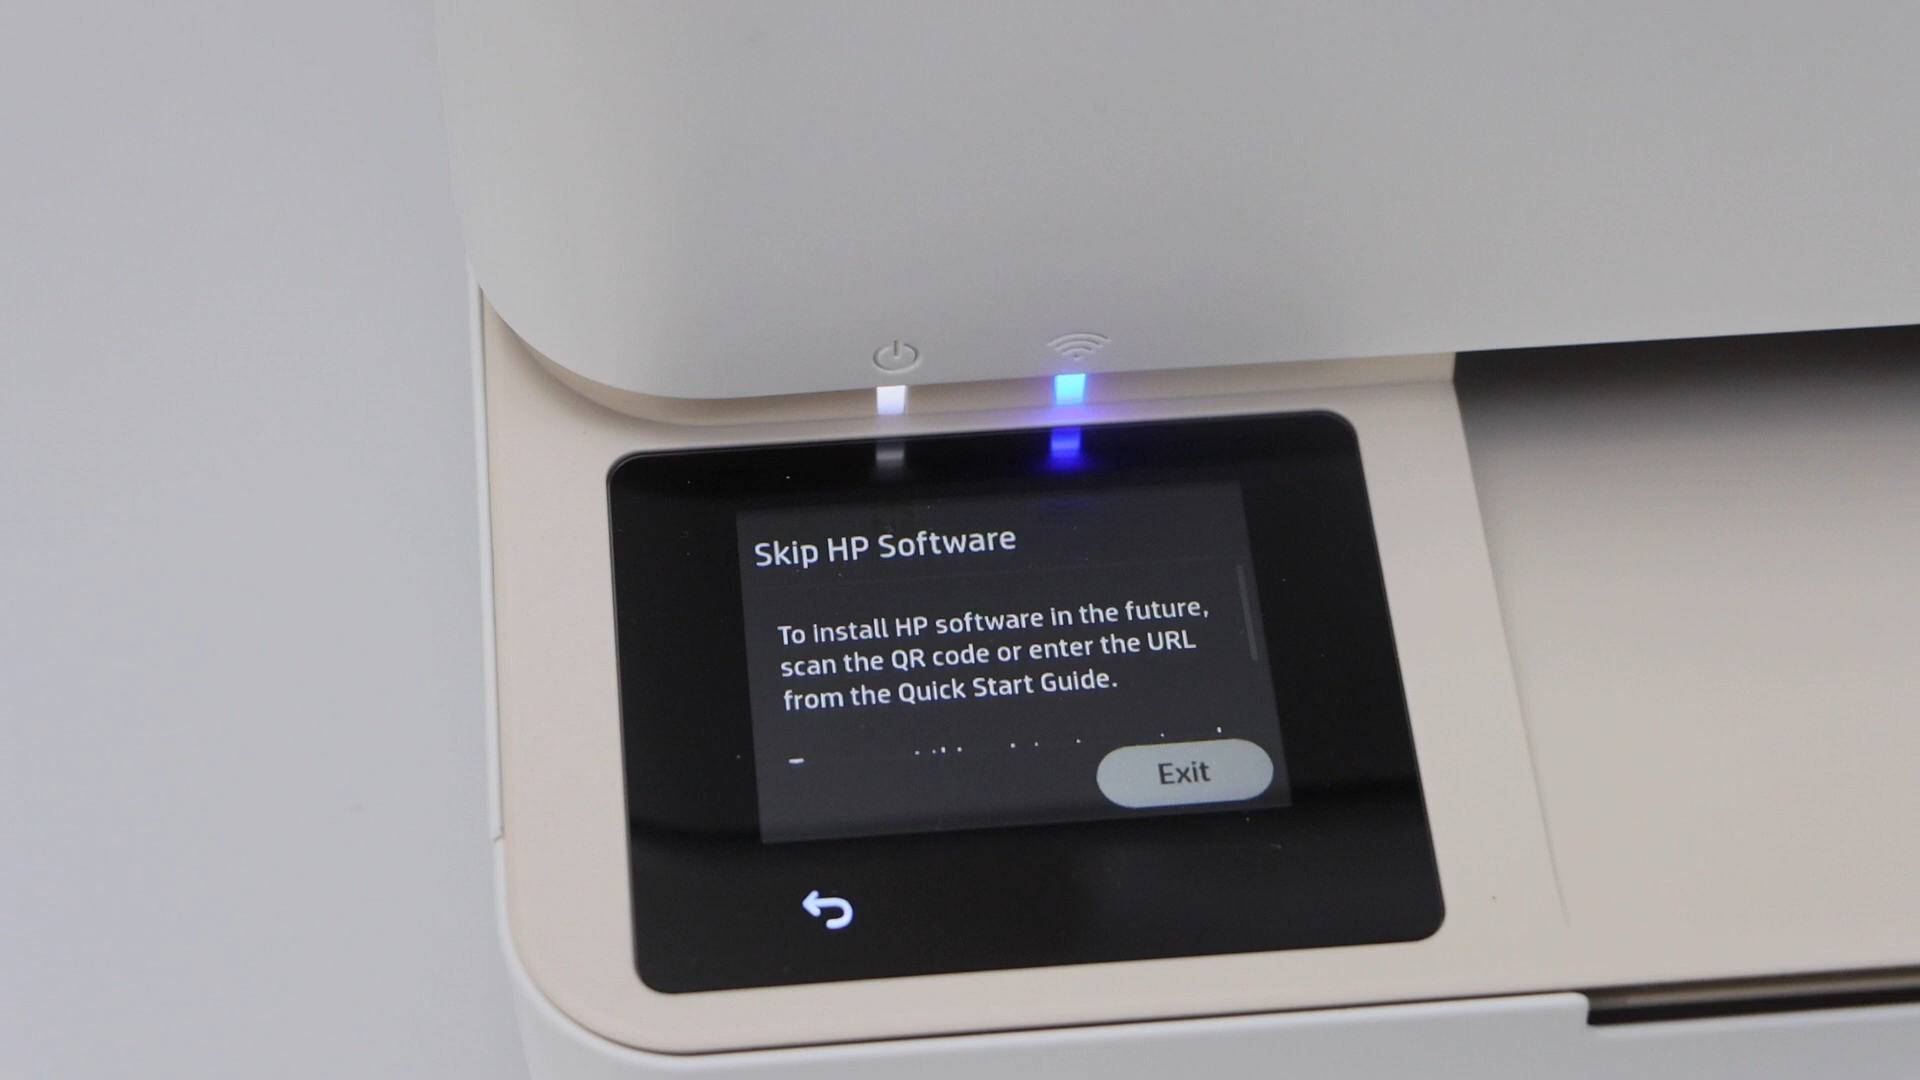 Skip HP Software
To install HP software in the future,
scan the QR code or enter the URL
from the Quick Start Guide.
Exit